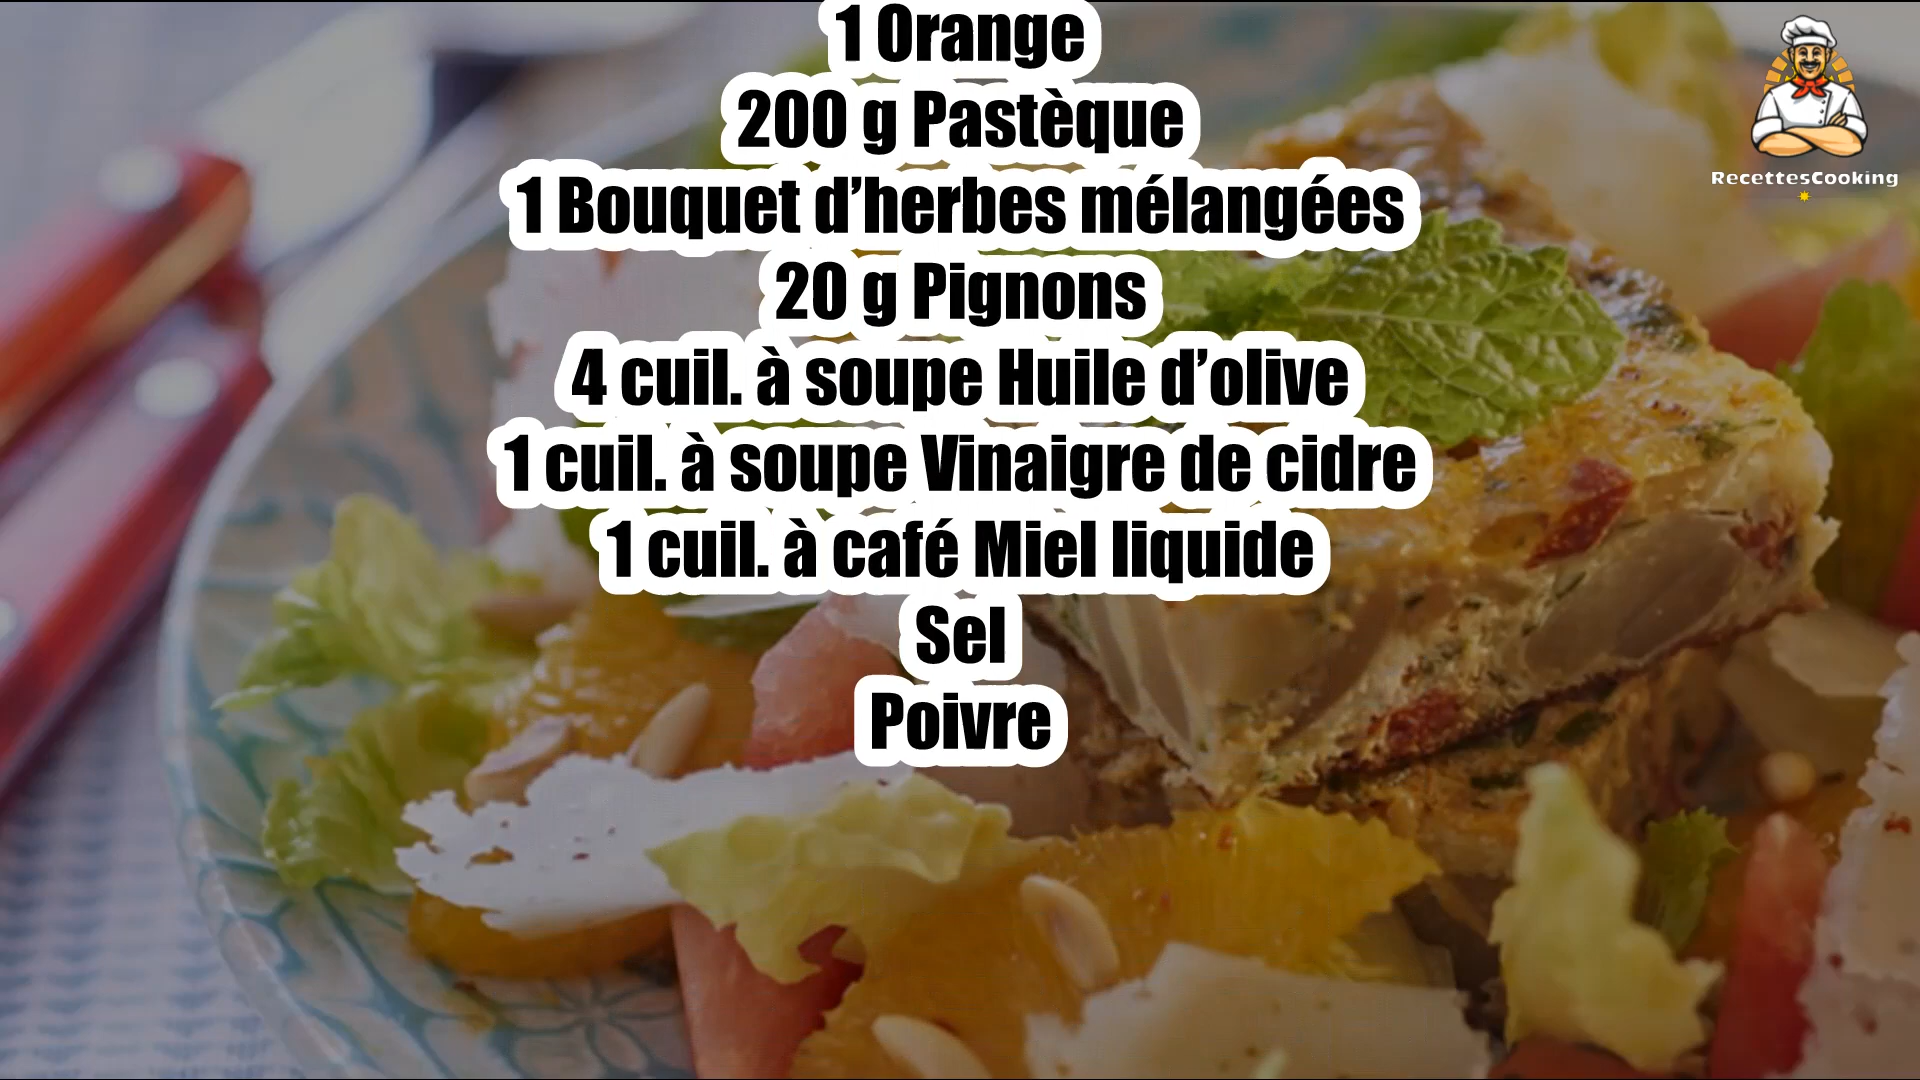 1 Orange
200 g Pastèque
1 Bouquet d’herbes mélangées
20 g Pignons
4 cuil. à soupe Huile d’olive
1 cuil. à soupe Vinaigre de cidre
1 cuil. à café Miel liquide
Sel
Poivre
RecettesCooking